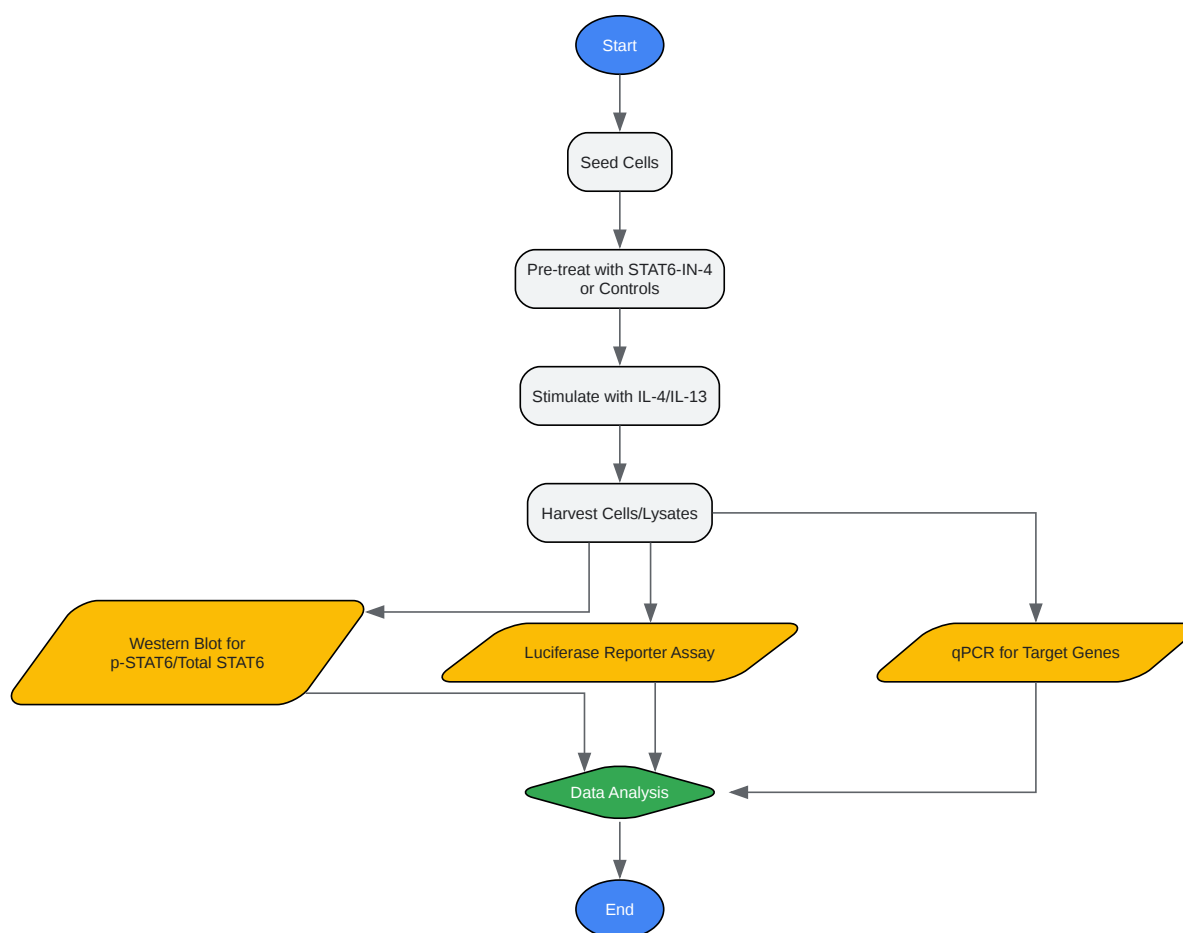 Start
Seed Cells
Pre-treat with STAT6-IN-4
or Controls
Stimulate with IL-4/IL-13
Harvest Cells/Lysates
Western Blot for
p-STAT6/Total STAT6
Luciferase Reporter Assay
qPCR for Target Genes
Data Analysis
End